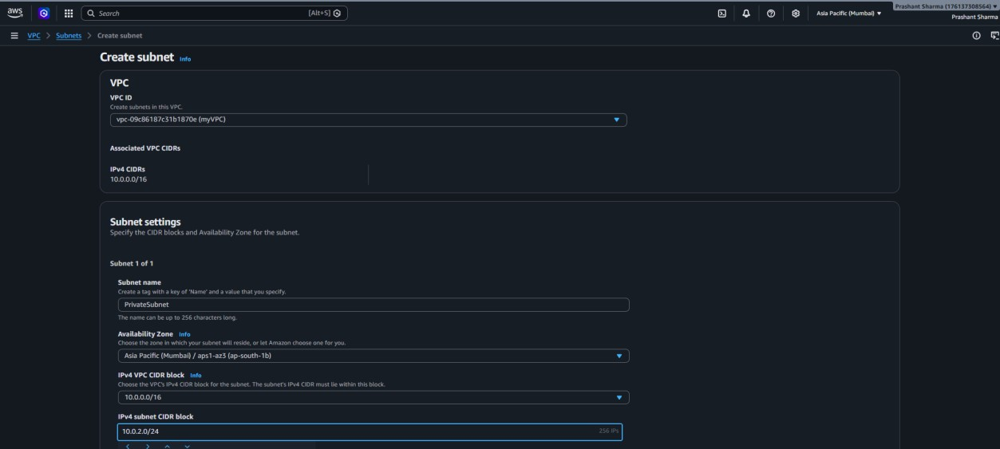 aws
Search [Alt+S]
Asia Pacific (Mumbai)
Prashant Sharma (176137308564)
Prashant Sharma
VPC > Subnets > Create subnet
Create subnet Info
VPC
VPC ID
Create subnets in this VPC.
vpc-09c86187c31b1870e (myVPC)
Associated VPC CIDRs
IPv4 CIDRs
10.0.0.0/16
Subnet settings
Specify the CIDR blocks and Availability Zone for the subnet.
Subnet 1 of 1
Subnet name
Create a tag with a key of 'Name' and a value that you specify.
PrivateSubnet
The name can be up to 256 characters long.
Availability Zone Info
Choose the zone in which your subnet will reside, or let Amazon choose one for you.
Asia Pacific (Mumbai) / aps1-az3 (ap-south-1b)
IPv4 VPC CIDR block Info
Choose the VPC's IPv4 CIDR block for the subnet. The subnet's IPv4 CIDR must lie within this block.
10.0.0.0/16
IPv4 subnet CIDR block
10.0.2.0/24 256 IPs